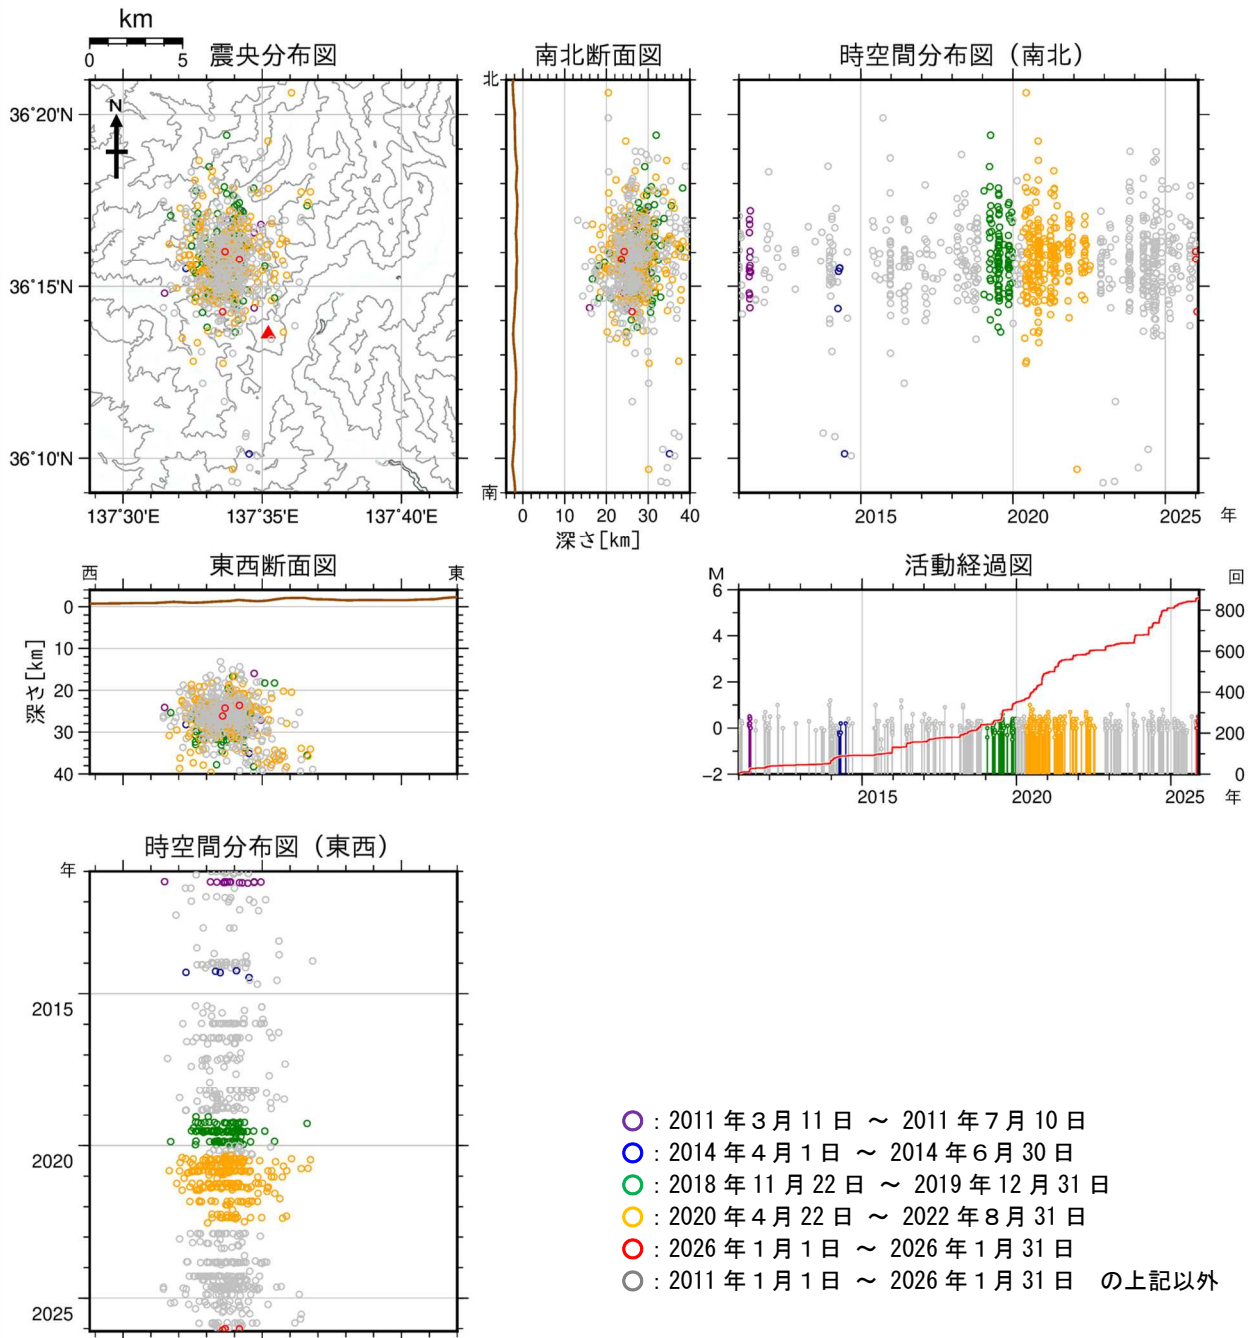 km
0 5
震央分布図
N
36°20'N
36°15'N
36°10'N
137°30'E 137°35'E 137°40'E
南北断面図
北
南
0 10 20 30 40
深さ[km]
時空間分布図（南北）
2015 2020 2025 年
東西断面図
西 東
0
10
20
30
40
深さ[km]
活動経過図
M 回
6
4
2
0
−2
800
600
400
200
0
2015 2020 2025 年
時空間分布図（東西）
年
2015
2020
2025
：2011 年３月 11 日 ～ 2011 年７月 10 日
：2014 年４月１日 ～ 2014 年６月 30 日
：2018 年 11 月 22 日 ～ 2019 年 12 月 31 日
：2020 年４月 22 日 ～ 2022 年８月 31 日
：2026 年１月１日 ～ 2026 年１月 31 日
：2011 年１月１日 ～ 2026 年１月 31 日 の上記以外